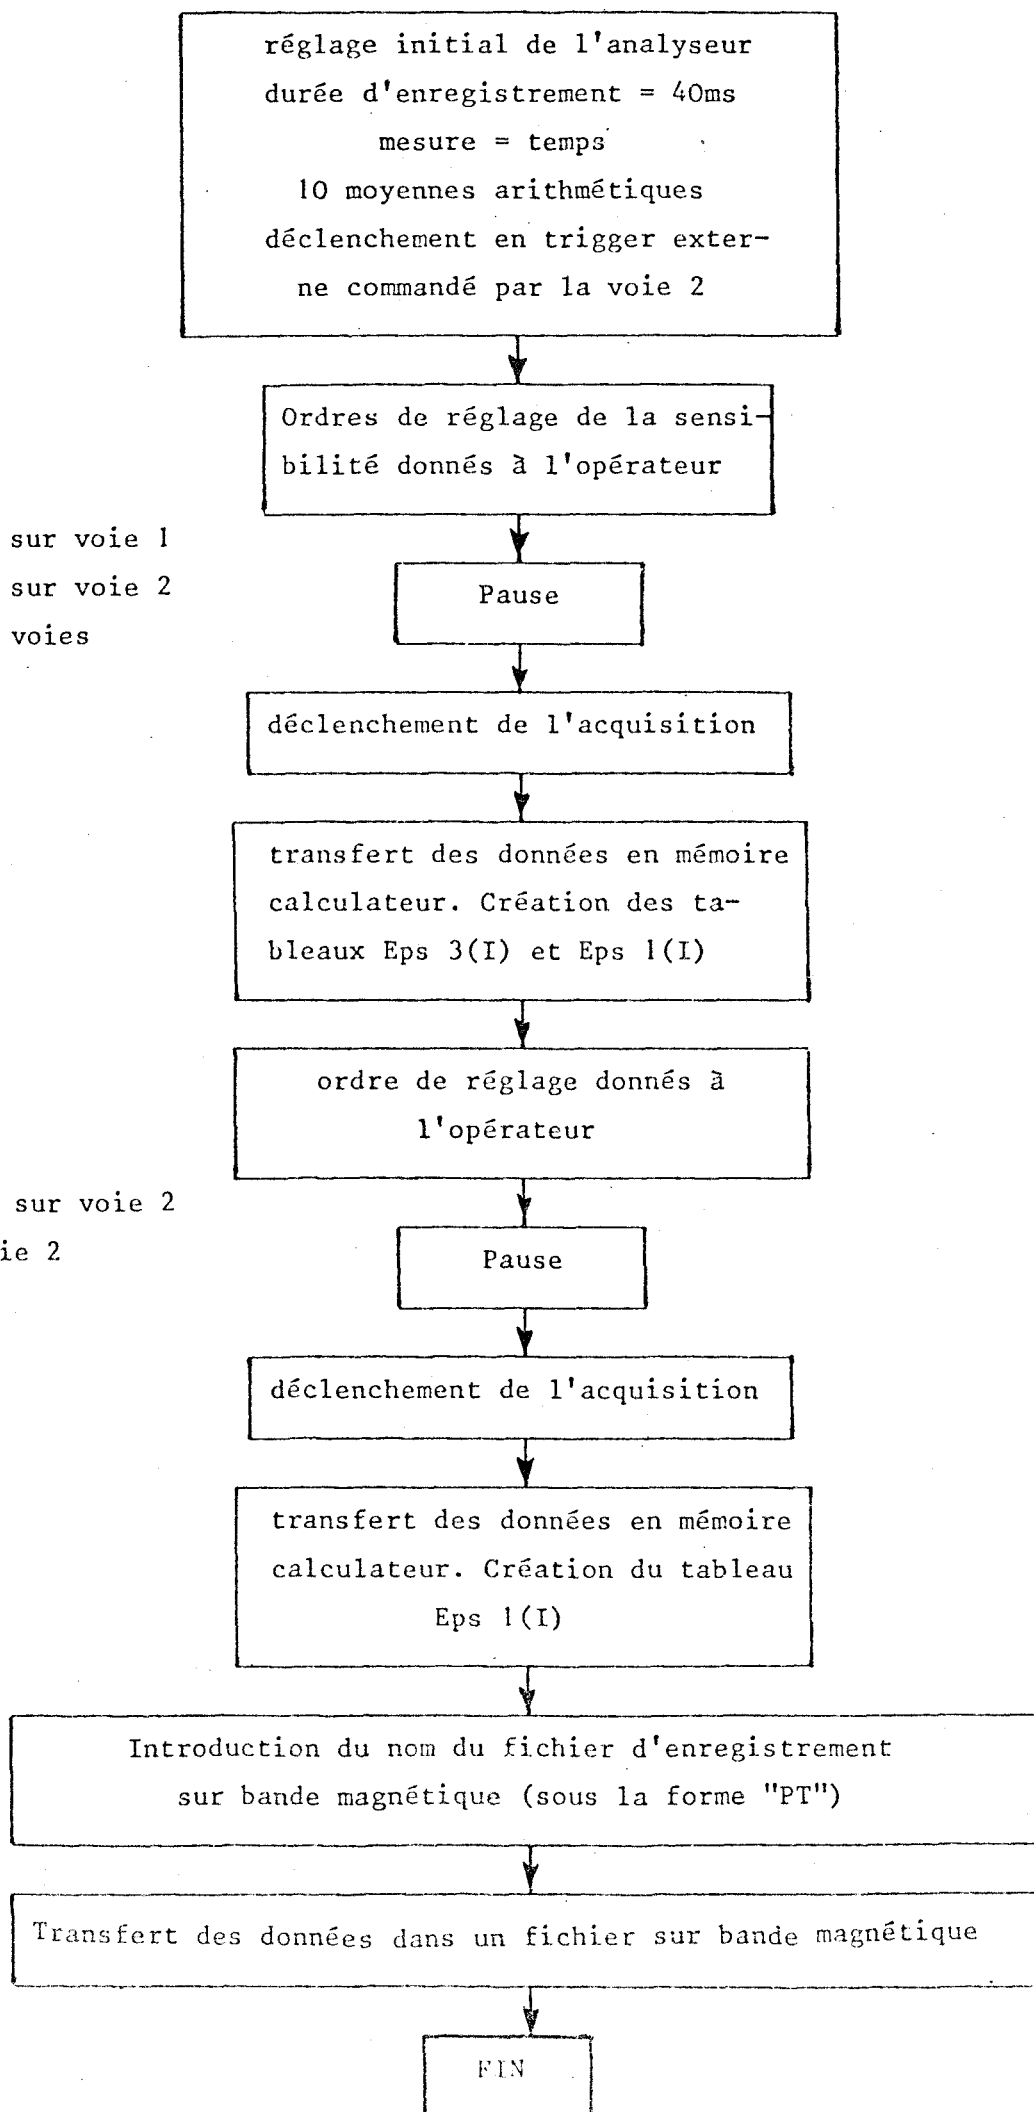 réglage initial de l'analyseur
durée d'enregistrement = 40ms
mesure = temps
10 moyennes arithmétiques
déclenchement en trigger exter-
ne commandé par la voie 2
Ordres de réglage de la sensi-
bilité donnés à l'opérateur
sur voie 1
sur voie 2
voies
Pause
déclenchement de l'acquisition
transfert des données en mémoire
calculateur. Création des ta-
bleaux Eps 3(I) et Eps 1(I)
ordre de réglage donnés à
l'opérateur
sur voie 2
ie 2
Pause
déclenchement de l'acquisition
transfert des données en mémoire
calculateur. Création du tableau
Eps 1(I)
Introduction du nom du fichier d'enregistrement
sur bande magnétique (sous la forme "PT")
Transfert des données dans un fichier sur bande magnétique
FIN